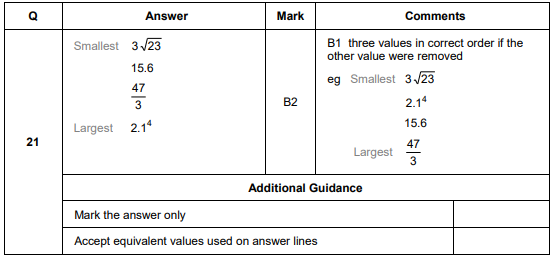 Q Answer Mark Comments
21
Smallest 3√23
15.6
47/3
Largest 2.1⁴
B2
B1 three values in correct order if the
other value were removed
eg Smallest 3√23
2.1⁴
15.6
Largest 47/3
Additional Guidance
Mark the answer only
Accept equivalent values used on answer lines